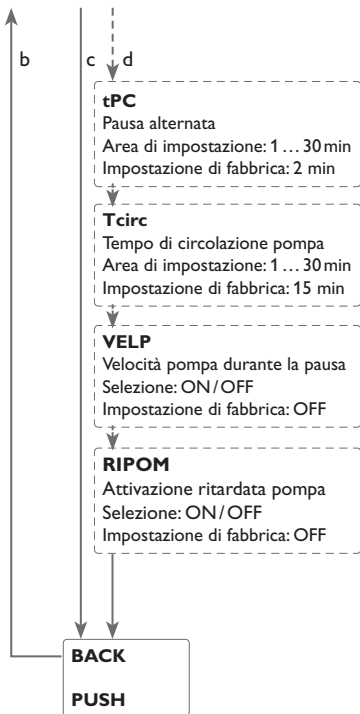 b
c
d
tPC
Pausa alternata
Area di impostazione: 1 ... 30 min
Impostazione di fabbrica: 2 min
Tcirc
Tempo di circolazione pompa
Area di impostazione: 1 ... 30 min
Impostazione di fabbrica: 15 min
VELP
Velocità pompa durante la pausa
Selezione: ON / OFF
Impostazione di fabbrica: OFF
RIPOM
Attivazione ritardata pompa
Selezione: ON / OFF
Impostazione di fabbrica: OFF
BACK
PUSH